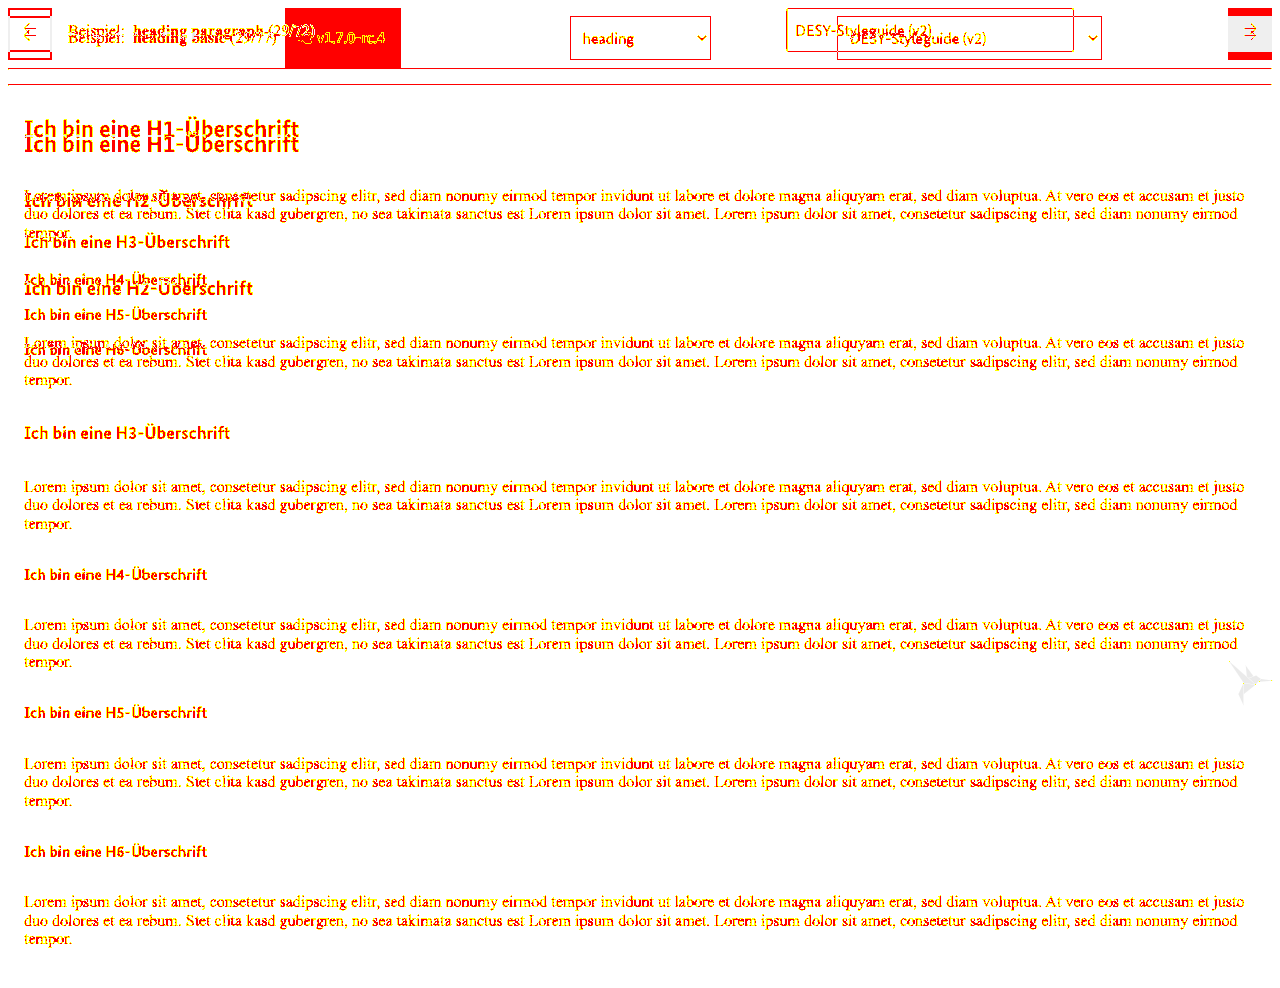 Beispiel: heading paragraph (29/72)
Beispiel: heading basic (29/77)
v1.7.0-rc.4
heading
DESY-Styleguide (v2)
DESY-Styleguide (v2)
Ich bin eine H1-Überschrift
Ich bin eine H1-Überschrift
Lorem ipsum dolor sit amet, consetetur sadipscing elitr, sed diam nonumy eirmod tempor invidunt ut labore et dolore magna aliquyam erat, sed diam voluptua. At vero eos et accusam et justo
Ich bin eine H2-Überschrift
duo dolores et ea rebum. Stet clita kasd gubergren, no sea takimata sanctus est Lorem ipsum dolor sit amet. Lorem ipsum dolor sit amet, consetetur sadipscing elitr, sed diam nonumy eirmod
tempor.
Ich bin eine H3-Überschrift
Ich bin eine H4-Überschrift
Ich bin eine H2-Überschrift
Ich bin eine H5-Überschrift
Lorem ipsum dolor sit amet, consetetur sadipscing elitr, sed diam nonumy eirmod tempor invidunt ut labore et dolore magna aliquyam erat, sed diam voluptua. At vero eos et accusam et justo
Ich bin eine H6-Überschrift
duo dolores et ea rebum. Stet clita kasd gubergren, no sea takimata sanctus est Lorem ipsum dolor sit amet. Lorem ipsum dolor sit amet, consetetur sadipscing elitr, sed diam nonumy eirmod
tempor.
Ich bin eine H3-Überschrift
Lorem ipsum dolor sit amet, consetetur sadipscing elitr, sed diam nonumy eirmod tempor invidunt ut labore et dolore magna aliquyam erat, sed diam voluptua. At vero eos et accusam et justo
duo dolores et ea rebum. Stet clita kasd gubergren, no sea takimata sanctus est Lorem ipsum dolor sit amet. Lorem ipsum dolor sit amet, consetetur sadipscing elitr, sed diam nonumy eirmod
tempor.
Ich bin eine H4-Überschrift
Lorem ipsum dolor sit amet, consetetur sadipscing elitr, sed diam nonumy eirmod tempor invidunt ut labore et dolore magna aliquyam erat, sed diam voluptua. At vero eos et accusam et justo
duo dolores et ea rebum. Stet clita kasd gubergren, no sea takimata sanctus est Lorem ipsum dolor sit amet. Lorem ipsum dolor sit amet, consetetur sadipscing elitr, sed diam nonumy eirmod
tempor.
Ich bin eine H5-Überschrift
Lorem ipsum dolor sit amet, consetetur sadipscing elitr, sed diam nonumy eirmod tempor invidunt ut labore et dolore magna aliquyam erat, sed diam voluptua. At vero eos et accusam et justo
duo dolores et ea rebum. Stet clita kasd gubergren, no sea takimata sanctus est Lorem ipsum dolor sit amet. Lorem ipsum dolor sit amet, consetetur sadipscing elitr, sed diam nonumy eirmod
tempor.
Ich bin eine H6-Überschrift
Lorem ipsum dolor sit amet, consetetur sadipscing elitr, sed diam nonumy eirmod tempor invidunt ut labore et dolore magna aliquyam erat, sed diam voluptua. At vero eos et accusam et justo
duo dolores et ea rebum. Stet clita kasd gubergren, no sea takimata sanctus est Lorem ipsum dolor sit amet. Lorem ipsum dolor sit amet, consetetur sadipscing elitr, sed diam nonumy eirmod
tempor.